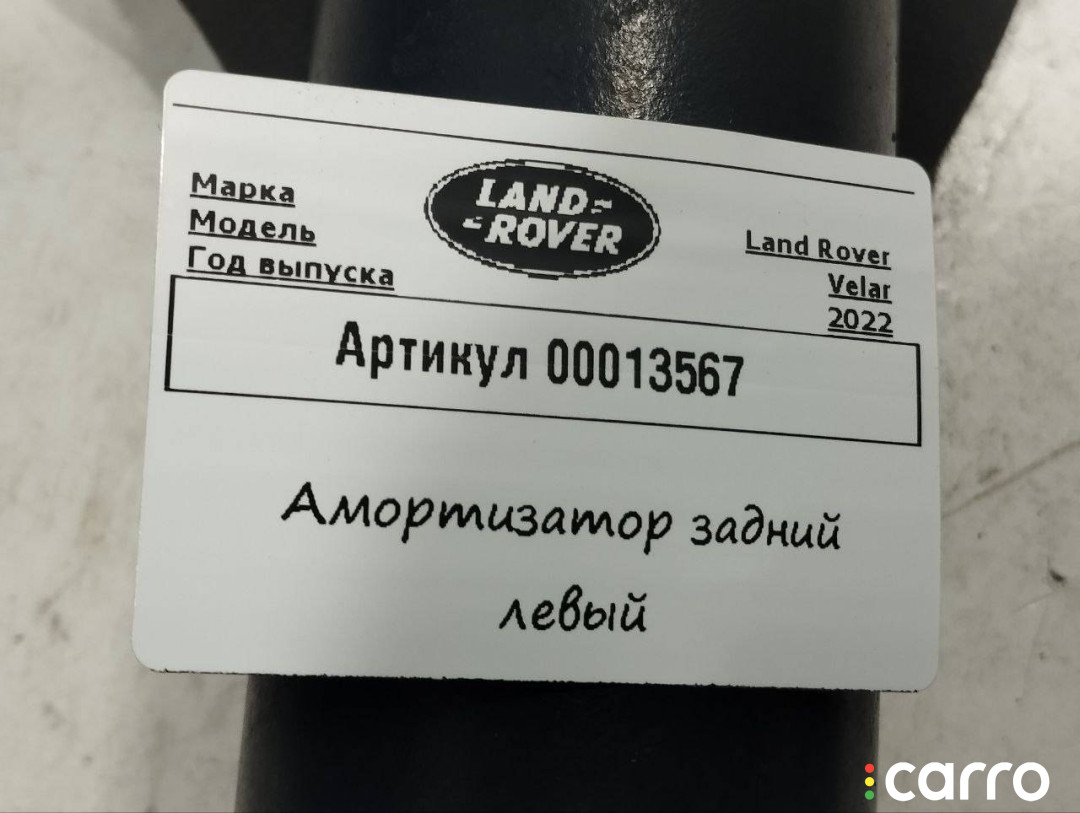 Марка
Модель
Год выпуска
LAND
ROVER
Land Rover
Velar
2022
Артикул 00013567
Амортизатор задний
левый
carro